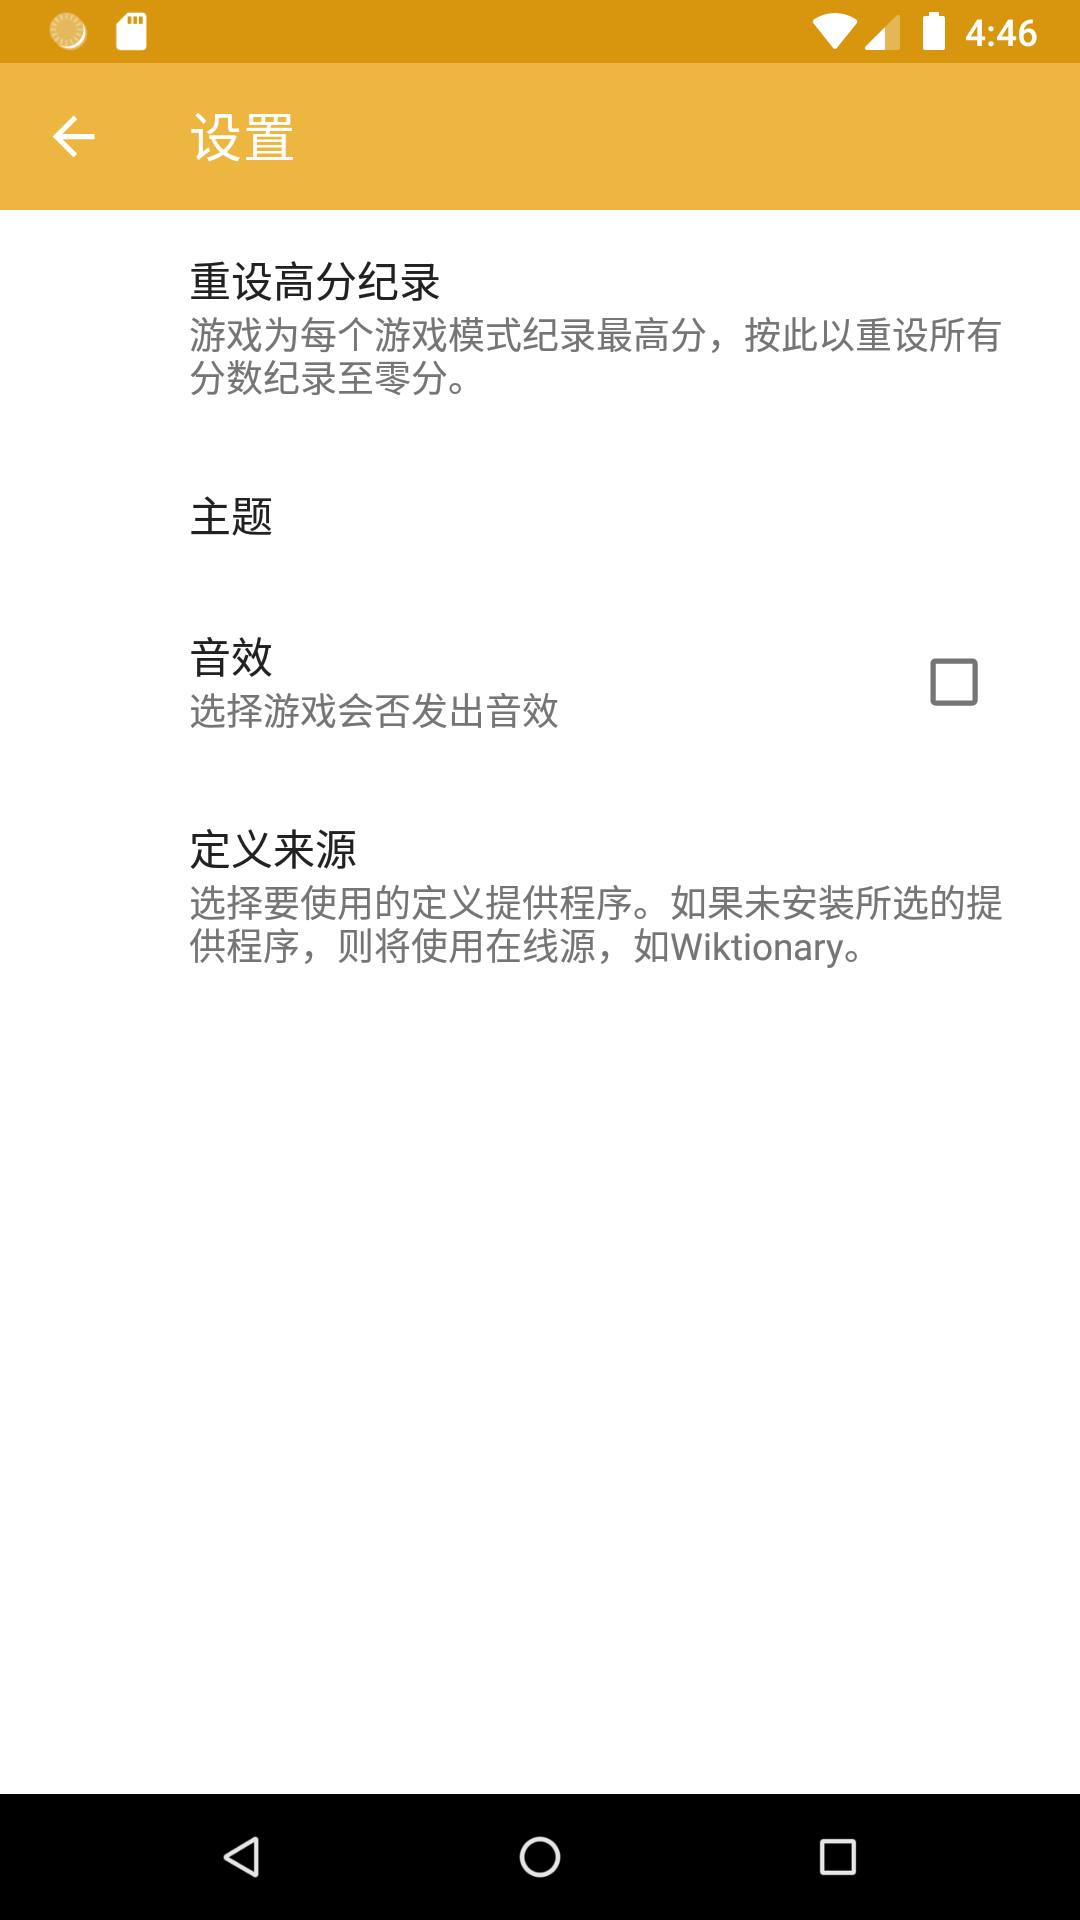 4:46
设置
重设高分纪录
游戏为每个游戏模式纪录最高分，按此以重设所有
分数纪录至零分。
主题
音效
选择游戏会否发出音效
定义来源
选择要使用的定义提供程序。如果未安装所选的提
供程序，则将使用在线源，如Wiktionary。